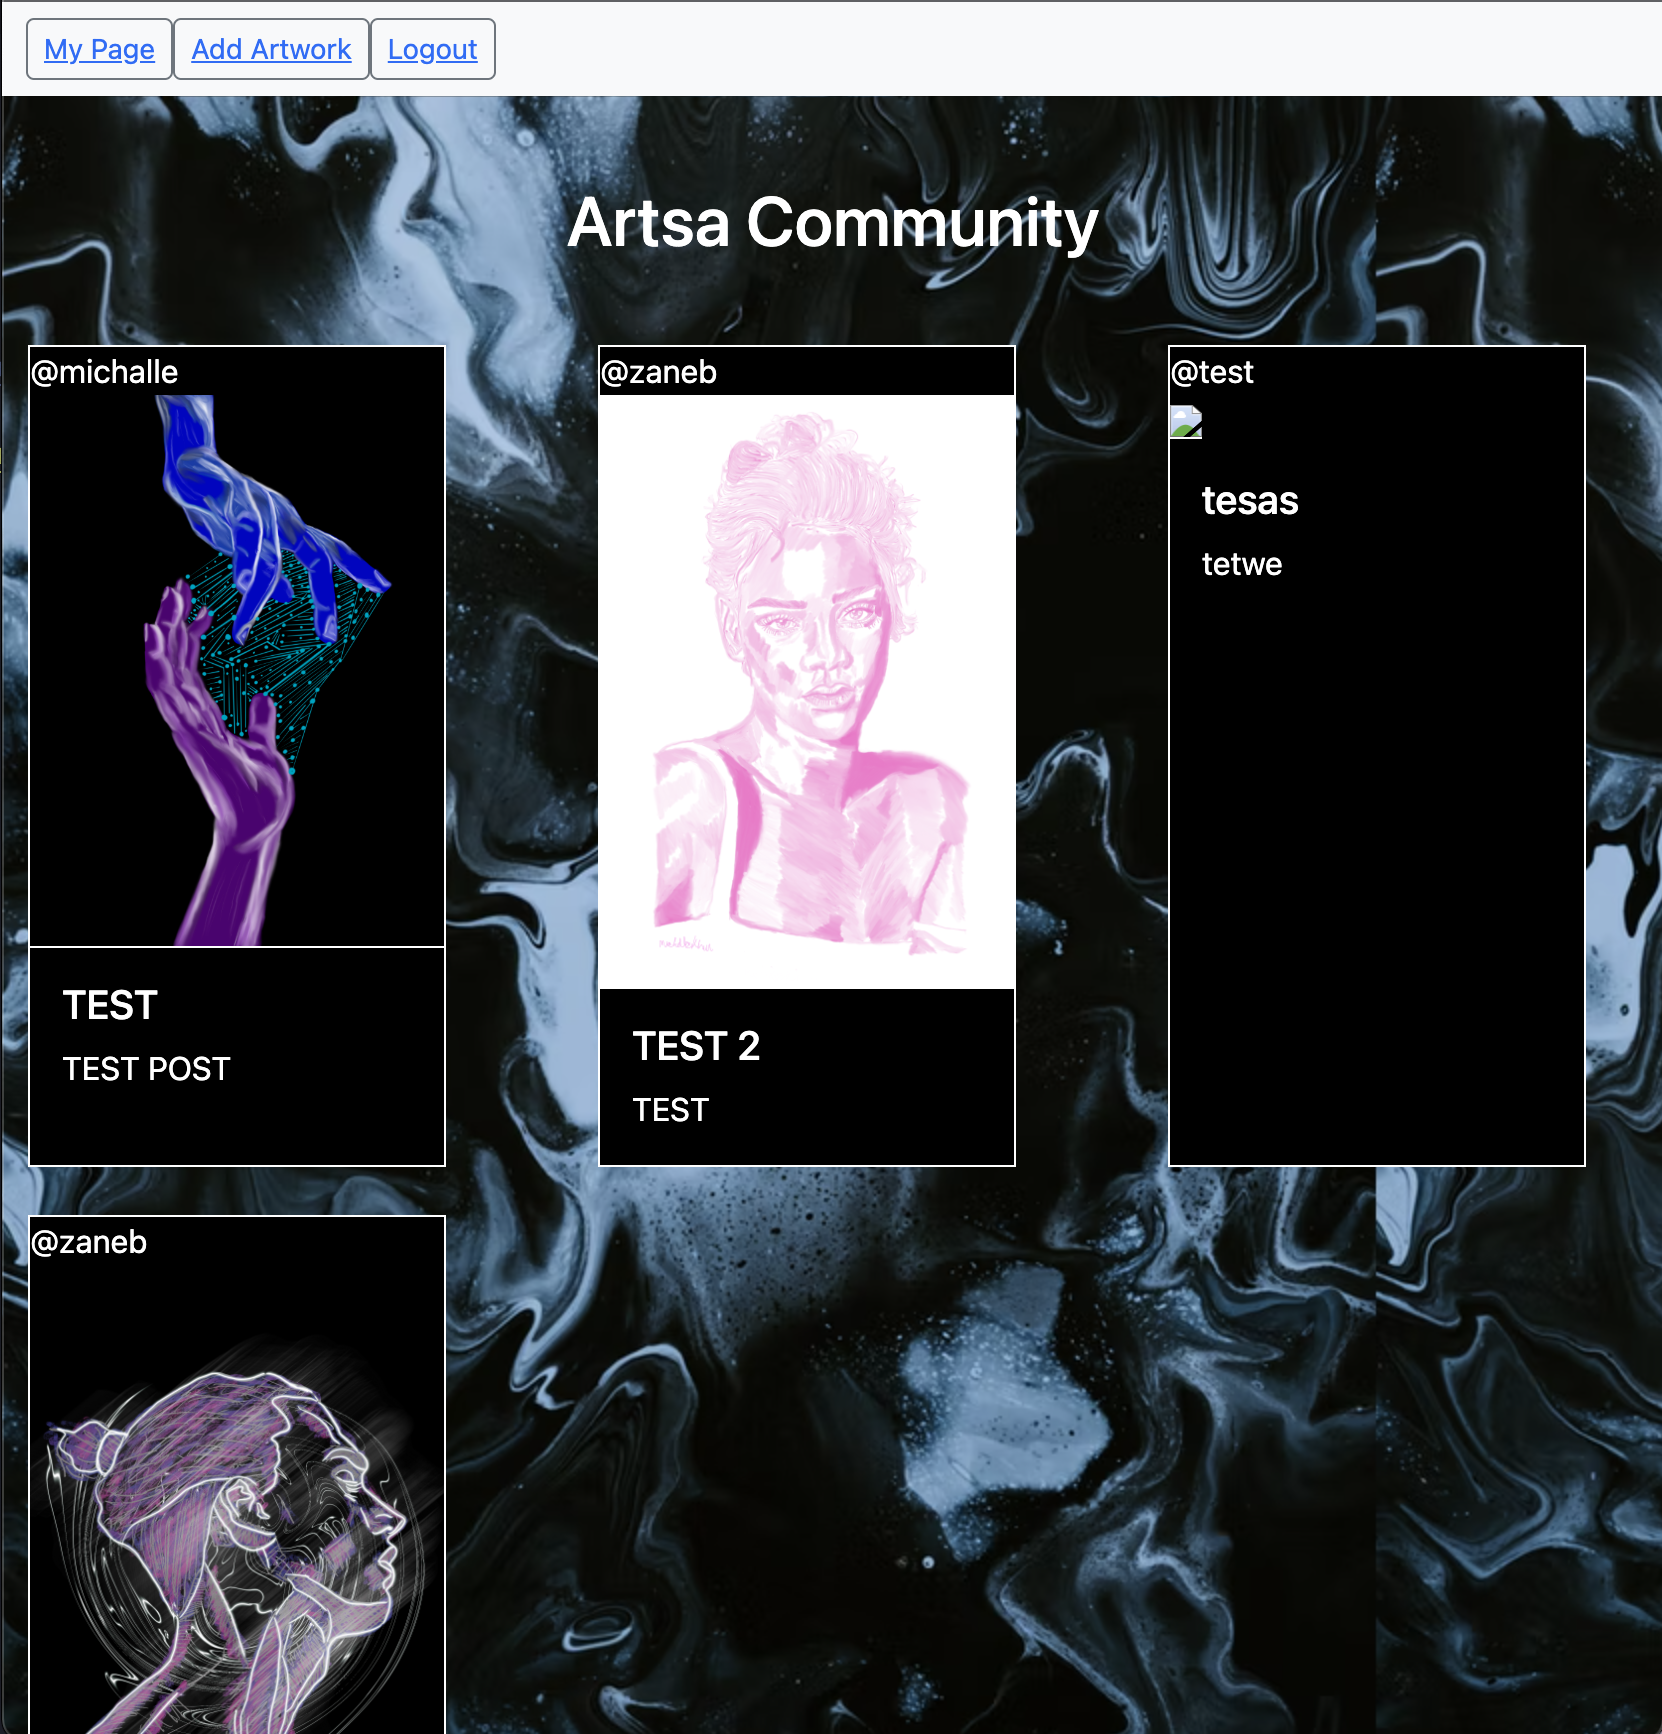 My Page
Add Artwork
Logout
Artsa Community
@michalle
TEST
TEST POST
@zaneb
TEST 2
TEST
@test
tesas
tetwe
@zaneb